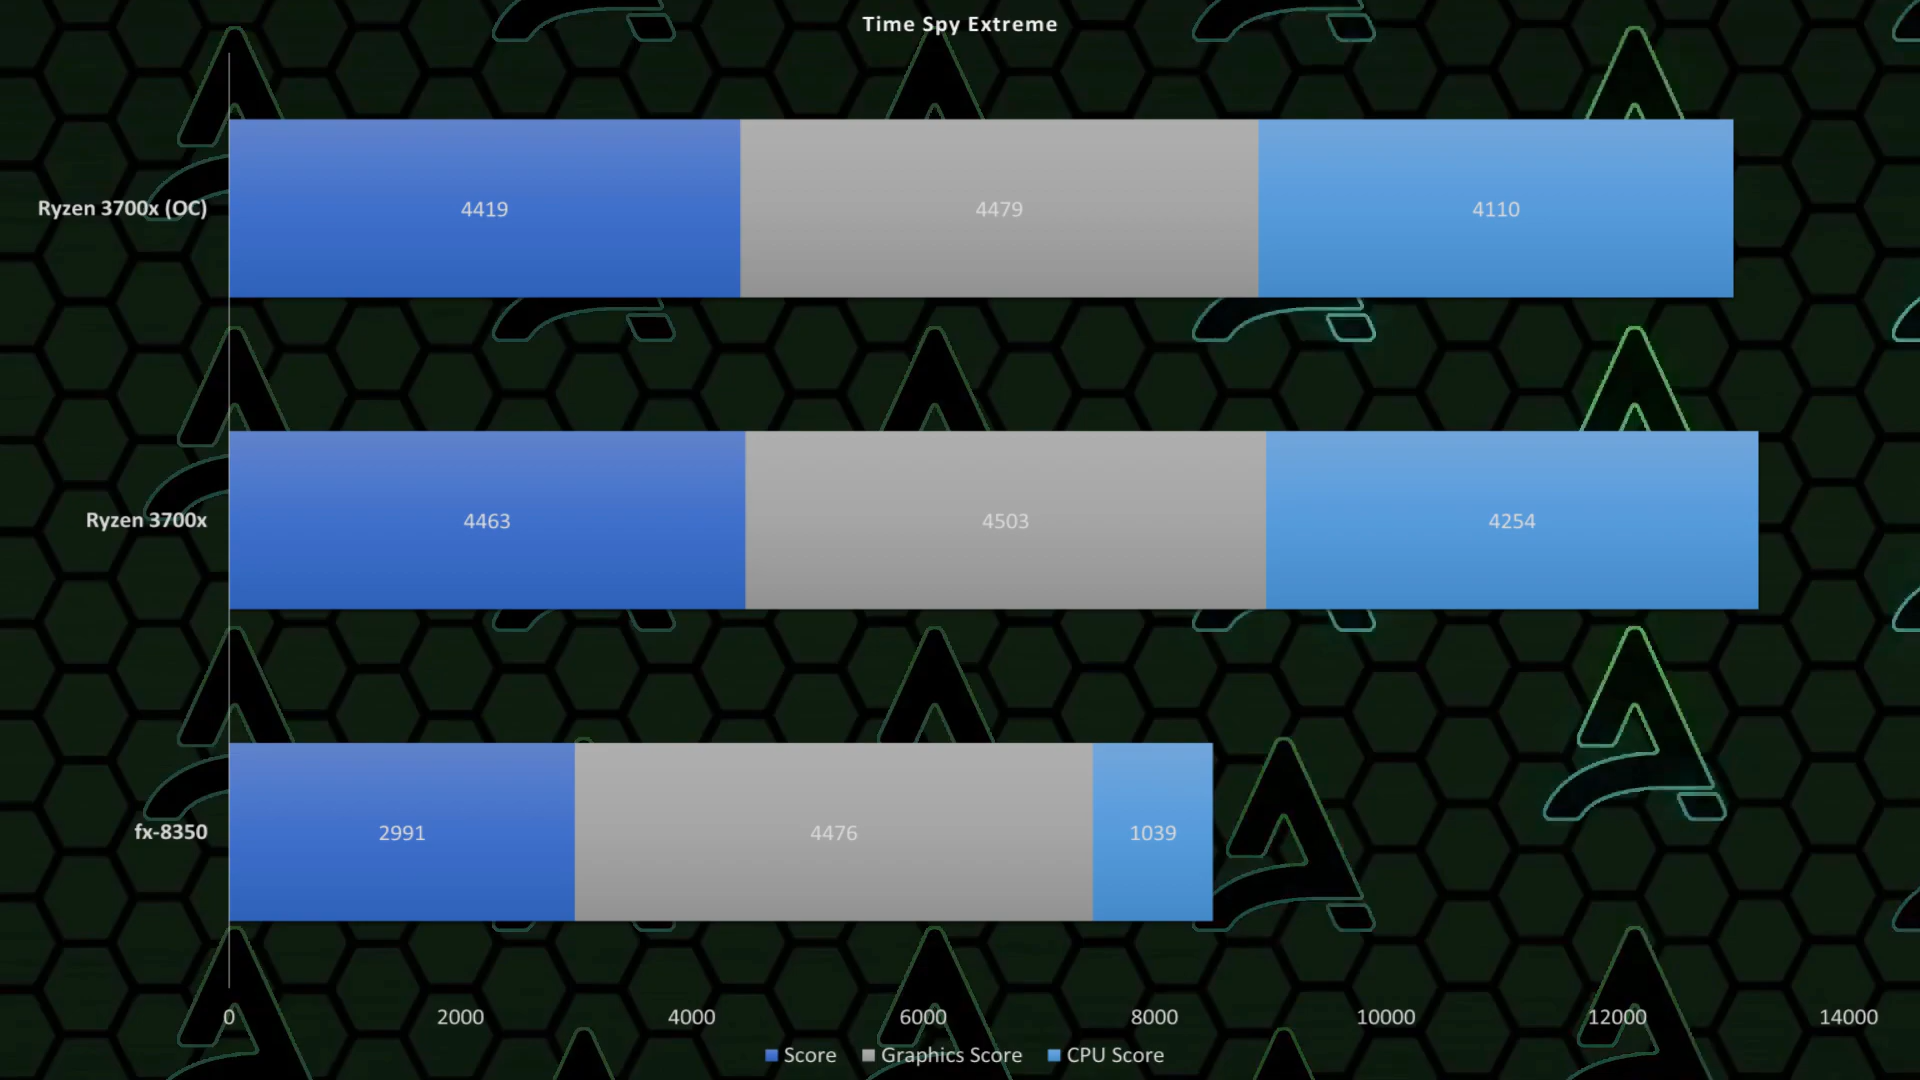 Time Spy Extreme
Ryzen 3700x (OC) 4419 4479 4110
Ryzen 3700x 4463 4503 4254
fx-8350 2991 4476 1039
0 2000 4000 6000 8000 10000 12000 14000
Score Graphics Score CPU Score